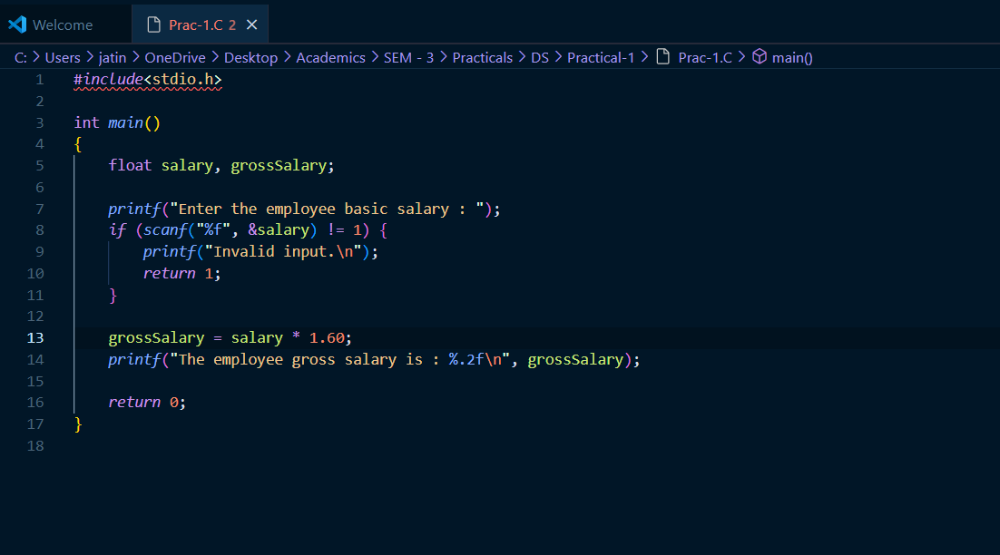 Welcome
Prac-1.C 2
C: > Users > jatin > OneDrive > Desktop > Academics > SEM - 3 > Practicals > DS > Practical-1 > Prac-1.C > main()
1 #include<stdio.h>
2
3 int main()
4 {
5     float salary, grossSalary;
6
7     printf("Enter the employee basic salary : ");
8     if (scanf("%f", &salary) != 1) {
9         printf("Invalid input.\n");
10         return 1;
11     }
12
13     grossSalary = salary * 1.60;
14     printf("The employee gross salary is : %.2f\n", grossSalary);
15
16     return 0;
17 }
18